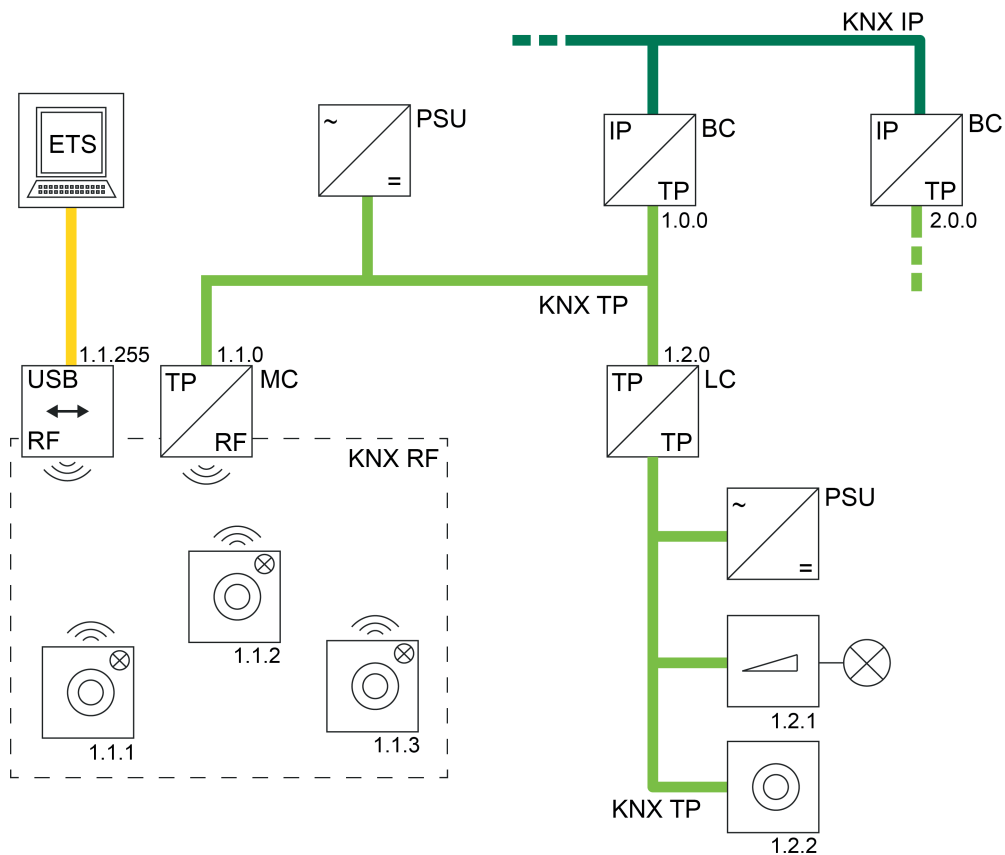 KNX IP
ETS
~
PSU
=
IP
BC
TP
1.0.0
IP
BC
TP
2.0.0
KNX TP
1.1.255
USB
RF
1.1.0
TP
MC
RF
1.2.0
TP
LC
TP
KNX RF
~
PSU
=
1.1.2
1.1.1
1.1.3
1.2.1
KNX TP
1.2.2